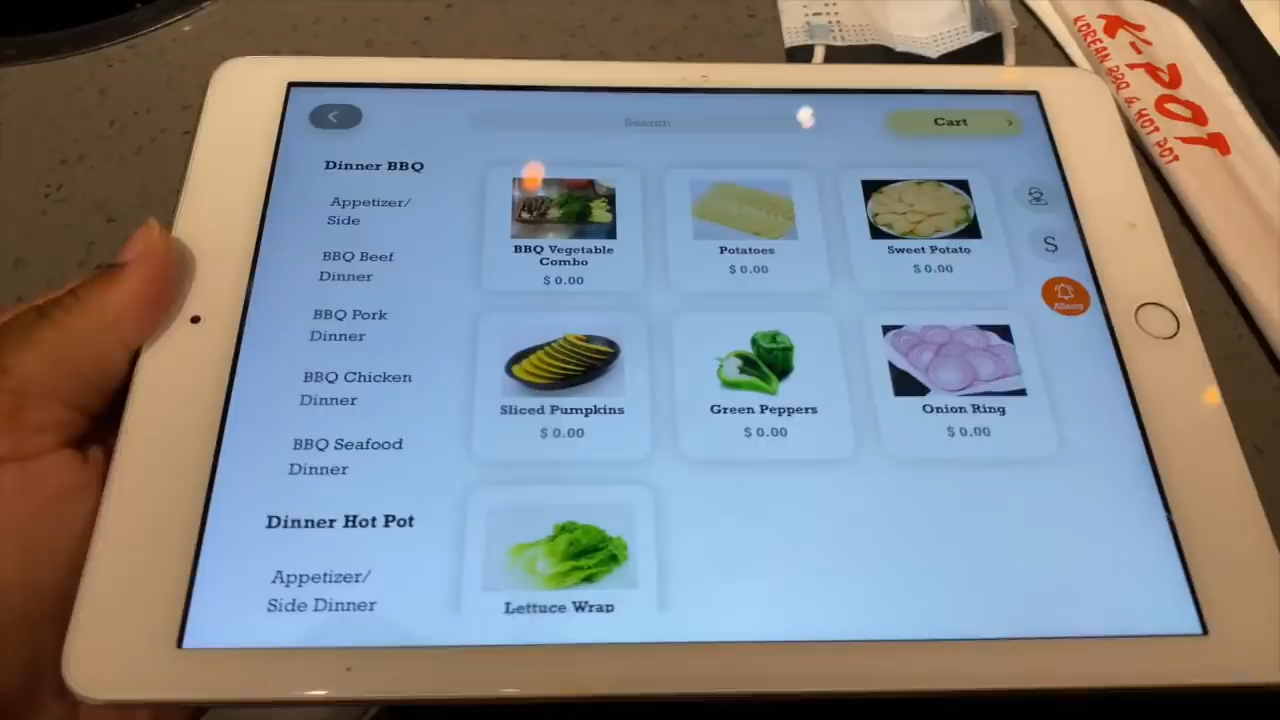 K-POT
KOREAN BBQ & HOT POT
Search
Cart
Dinner BBQ
Appetizer/
Side
BBQ Beef
Dinner
BBQ Pork
Dinner
BBQ Chicken
Dinner
BBQ Seafood
Dinner
Dinner Hot Pot
Appetizer/
Side Dinner
BBQ Vegetable
Combo
$ 0.00
Potatoes
$ 0.00
Sweet Potato
$ 0.00
Sliced Pumpkins
$ 0.00
Green Peppers
$ 0.00
Onion Ring
$ 0.00
Lettuce Wrap
$